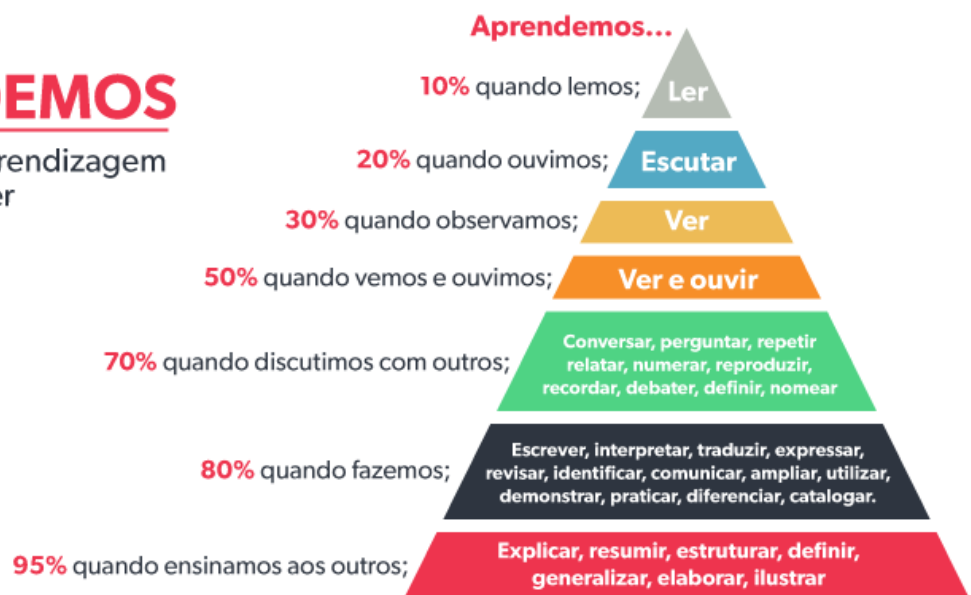 Aprendemos...
DEMOS
rendizagem
er
10% quando lemos;
Ler
20% quando ouvimos;
Escutar
30% quando observamos;
Ver
50% quando vemos e ouvimos;
Ver e ouvir
70% quando discutimos com outros;
Conversar, perguntar, repetir
relatar, numerar, reproduzir,
recordar, debater, definir, nomear
80% quando fazemos;
Escrever, interpretar, traduzir, expressar,
revisar, identificar, comunicar, ampliar, utilizar,
demonstrar, praticar, diferenciar, catalogar.
95% quando ensinamos aos outros;
Explicar, resumir, estruturar, definir,
generalizar, elaborar, ilustrar